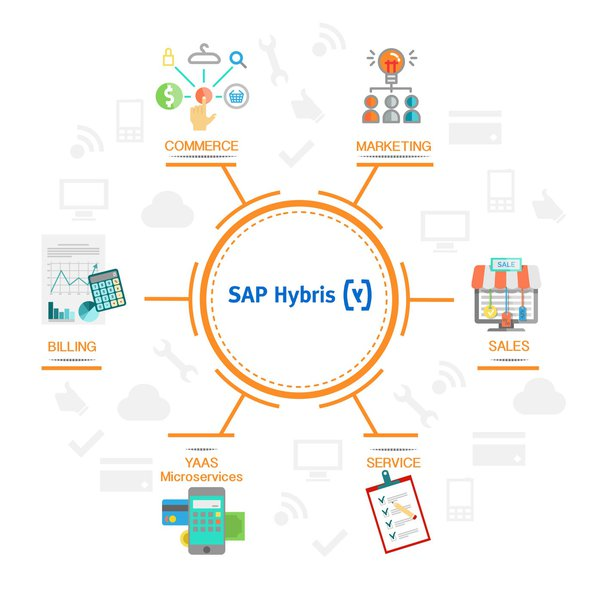 COMMERCE
MARKETING
SALE
SAP Hybris [y]
BILLING
SALES
YAAS
Microservices
SERVICE